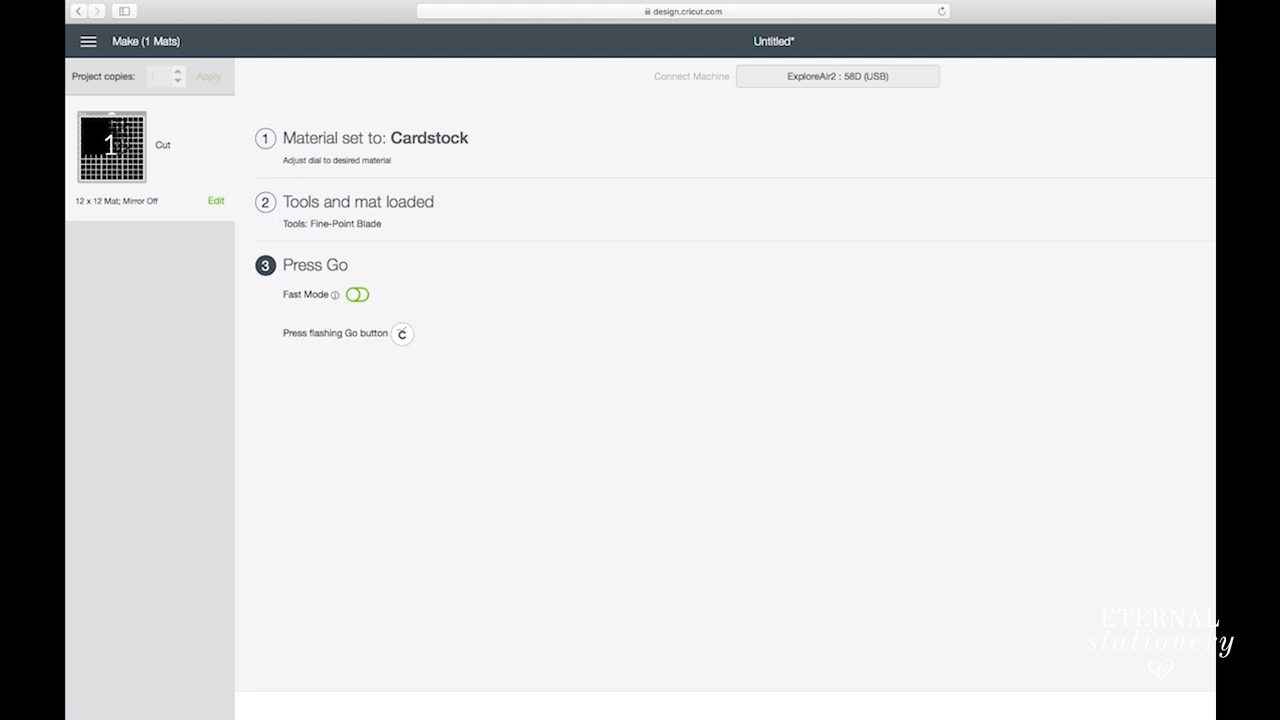 design.cricut.com
Make (1 Mats)
Untitled*
Project copies: 1 Apply
Connect Machine
ExploreAir2 : 58D (USB)
1
Cut
12 x 12 Mat; Mirror Off
Edit
1 Material set to: Cardstock
Adjust dial to desired material
2 Tools and mat loaded
Tools: Fine-Point Blade
3 Press Go
Fast Mode i
Press flashing Go button C
ETERNAL
stationery